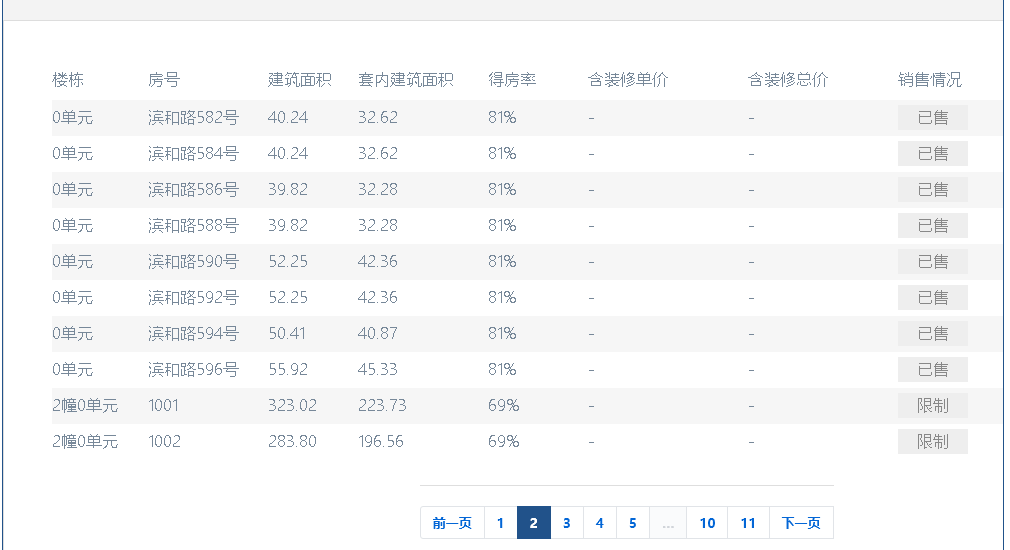 楼栋 房号 建筑面积 套内建筑面积 得房率 含装修单价 含装修总价 销售情况
0单元 滨和路582号 40.24 32.62 81% - - 已售
0单元 滨和路584号 40.24 32.62 81% - - 已售
0单元 滨和路586号 39.82 32.28 81% - - 已售
0单元 滨和路588号 39.82 32.28 81% - - 已售
0单元 滨和路590号 52.25 42.36 81% - - 已售
0单元 滨和路592号 52.25 42.36 81% - - 已售
0单元 滨和路594号 50.41 40.87 81% - - 已售
0单元 滨和路596号 55.92 45.33 81% - - 已售
2幢0单元 1001 323.02 223.73 69% - - 限制
2幢0单元 1002 283.80 196.56 69% - - 限制
前一页 1 2 3 4 5 ... 10 11 下一页